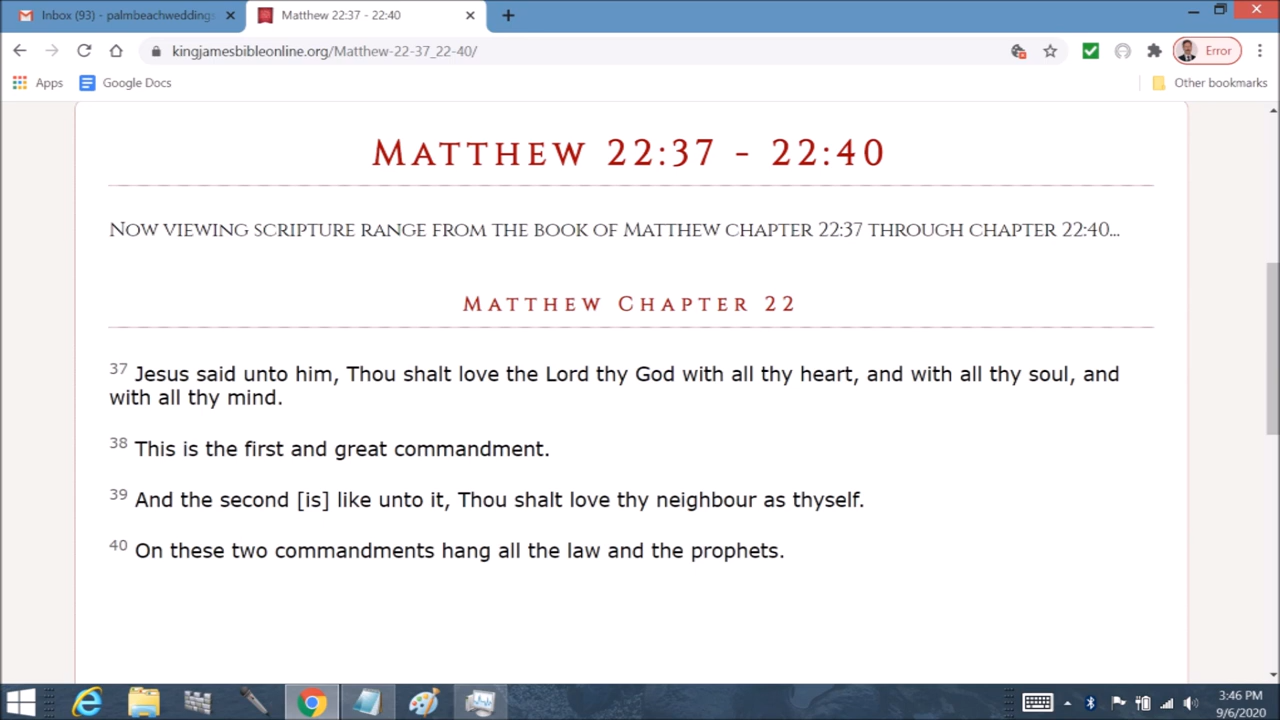 Inbox (93) - palmbeachwedding
Matthew 22:37 - 22:40
kingjamesbibleonline.org/Matthew-22-37_22-40/
Error
Apps
Google Docs
Other bookmarks
Matthew 22:37 - 22:40
Now viewing scripture range from the book of Matthew chapter 22:37 through chapter 22:40...
Matthew Chapter 22
37 Jesus said unto him, Thou shalt love the Lord thy God with all thy heart, and with all thy soul, and
with all thy mind.
38 This is the first and great commandment.
39 And the second [is] like unto it, Thou shalt love thy neighbour as thyself.
40 On these two commandments hang all the law and the prophets.
3:46 PM
9/6/2020